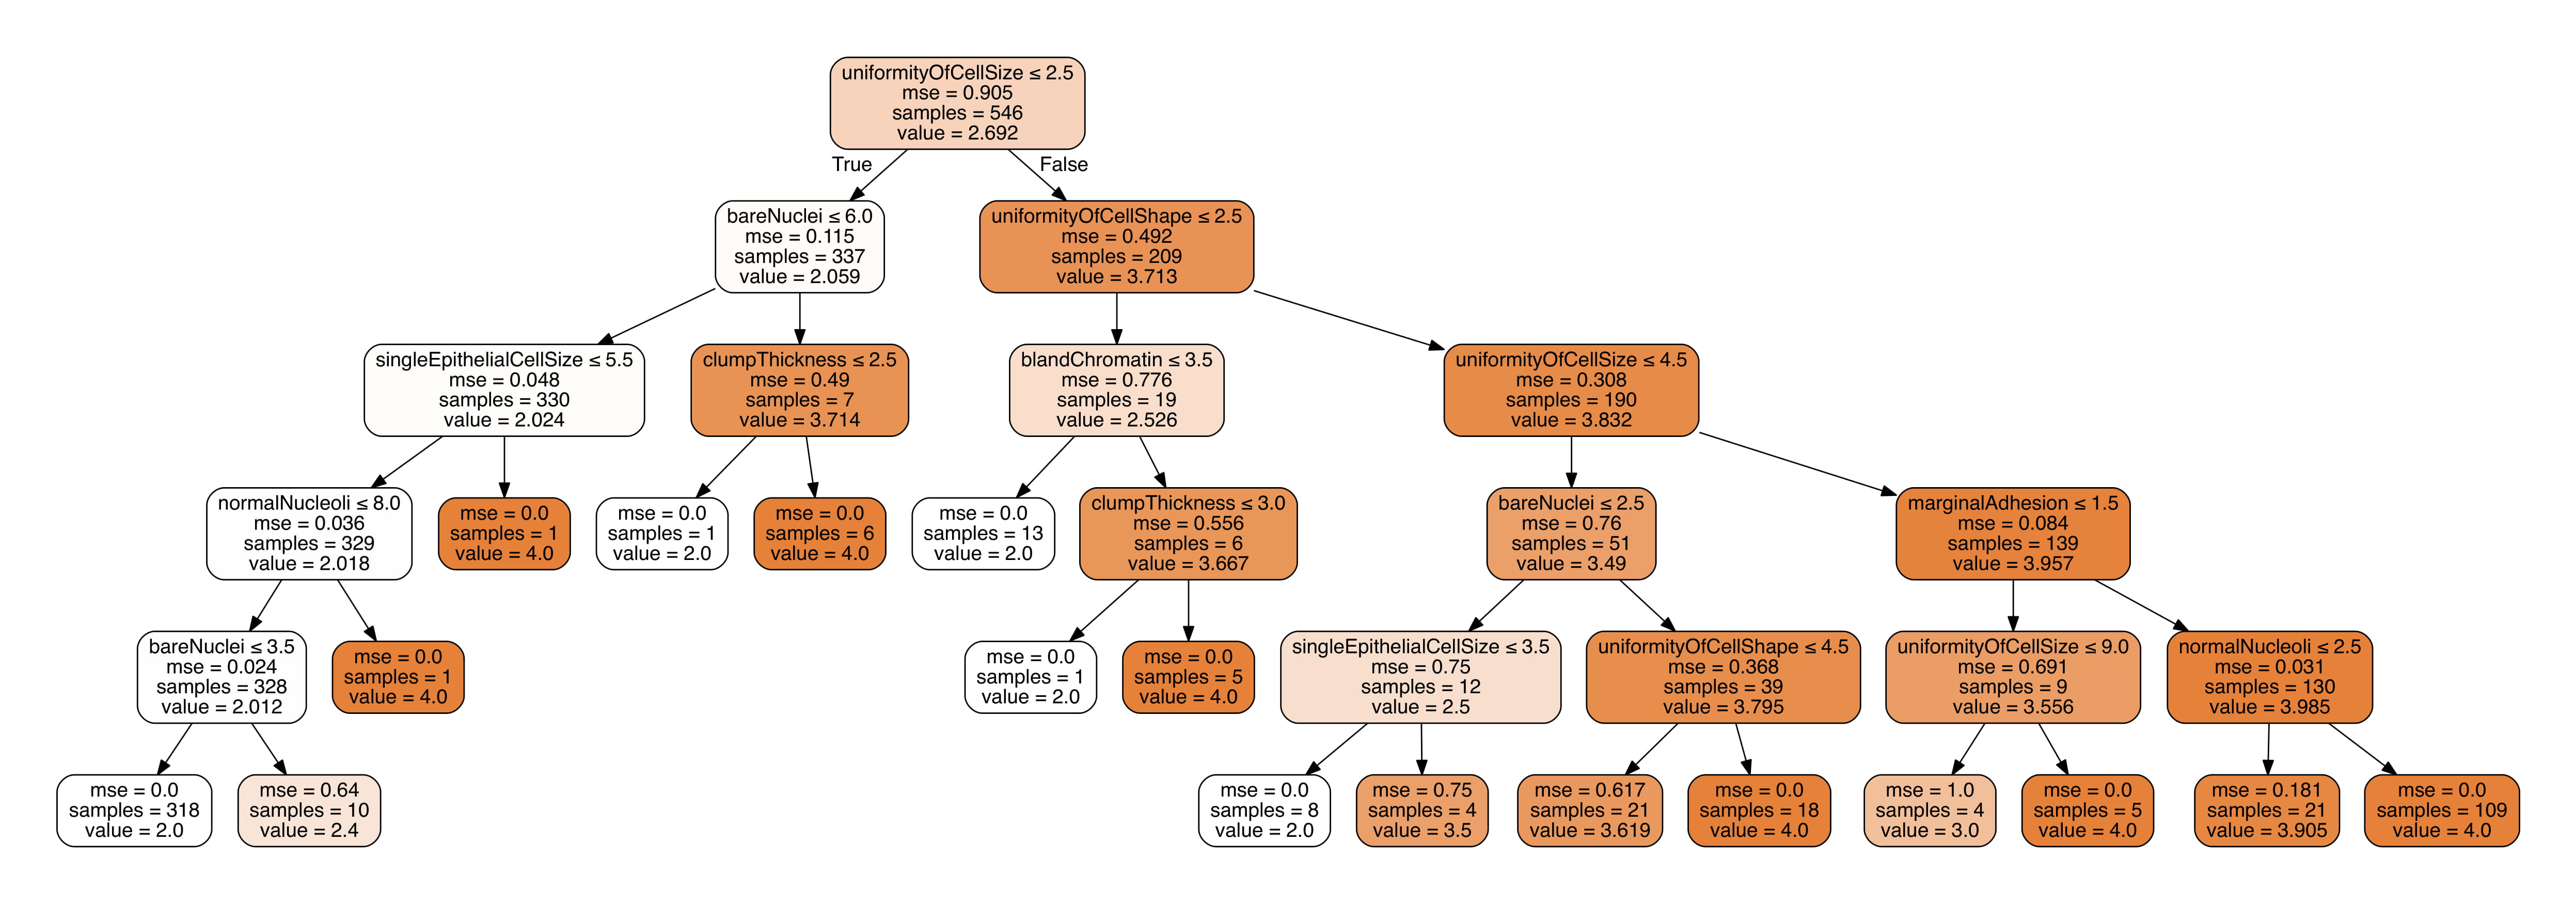 uniformityOfCellSize ≤ 2.5
mse = 0.905
samples = 546
value = 2.692
True
False
bareNuclei ≤ 6.0
mse = 0.115
samples = 337
value = 2.059
uniformityOfCellShape ≤ 2.5
mse = 0.492
samples = 209
value = 3.713
singleEpithelialCellSize ≤ 5.5
mse = 0.048
samples = 330
value = 2.024
clumpThickness ≤ 2.5
mse = 0.49
samples = 7
value = 3.714
blandChromatin ≤ 3.5
mse = 0.776
samples = 19
value = 2.526
uniformityOfCellSize ≤ 4.5
mse = 0.308
samples = 190
value = 3.832
normalNucleoli ≤ 8.0
mse = 0.036
samples = 329
value = 2.018
mse = 0.0
samples = 1
value = 4.0
mse = 0.0
samples = 1
value = 2.0
mse = 0.0
samples = 6
value = 4.0
mse = 0.0
samples = 13
value = 2.0
clumpThickness ≤ 3.0
mse = 0.556
samples = 6
value = 3.667
bareNuclei ≤ 2.5
mse = 0.76
samples = 51
value = 3.49
marginalAdhesion ≤ 1.5
mse = 0.084
samples = 139
value = 3.957
bareNuclei ≤ 3.5
mse = 0.024
samples = 328
value = 2.012
mse = 0.0
samples = 1
value = 4.0
mse = 0.0
samples = 1
value = 2.0
mse = 0.0
samples = 5
value = 4.0
singleEpithelialCellSize ≤ 3.5
mse = 0.75
samples = 12
value = 2.5
uniformityOfCellShape ≤ 4.5
mse = 0.368
samples = 39
value = 3.795
uniformityOfCellSize ≤ 9.0
mse = 0.691
samples = 9
value = 3.556
normalNucleoli ≤ 2.5
mse = 0.031
samples = 130
value = 3.985
mse = 0.0
samples = 318
value = 2.0
mse = 0.64
samples = 10
value = 2.4
mse = 0.0
samples = 8
value = 2.0
mse = 0.75
samples = 4
value = 3.5
mse = 0.617
samples = 21
value = 3.619
mse = 0.0
samples = 18
value = 4.0
mse = 1.0
samples = 4
value = 3.0
mse = 0.0
samples = 5
value = 4.0
mse = 0.181
samples = 21
value = 3.905
mse = 0.0
samples = 109
value = 4.0